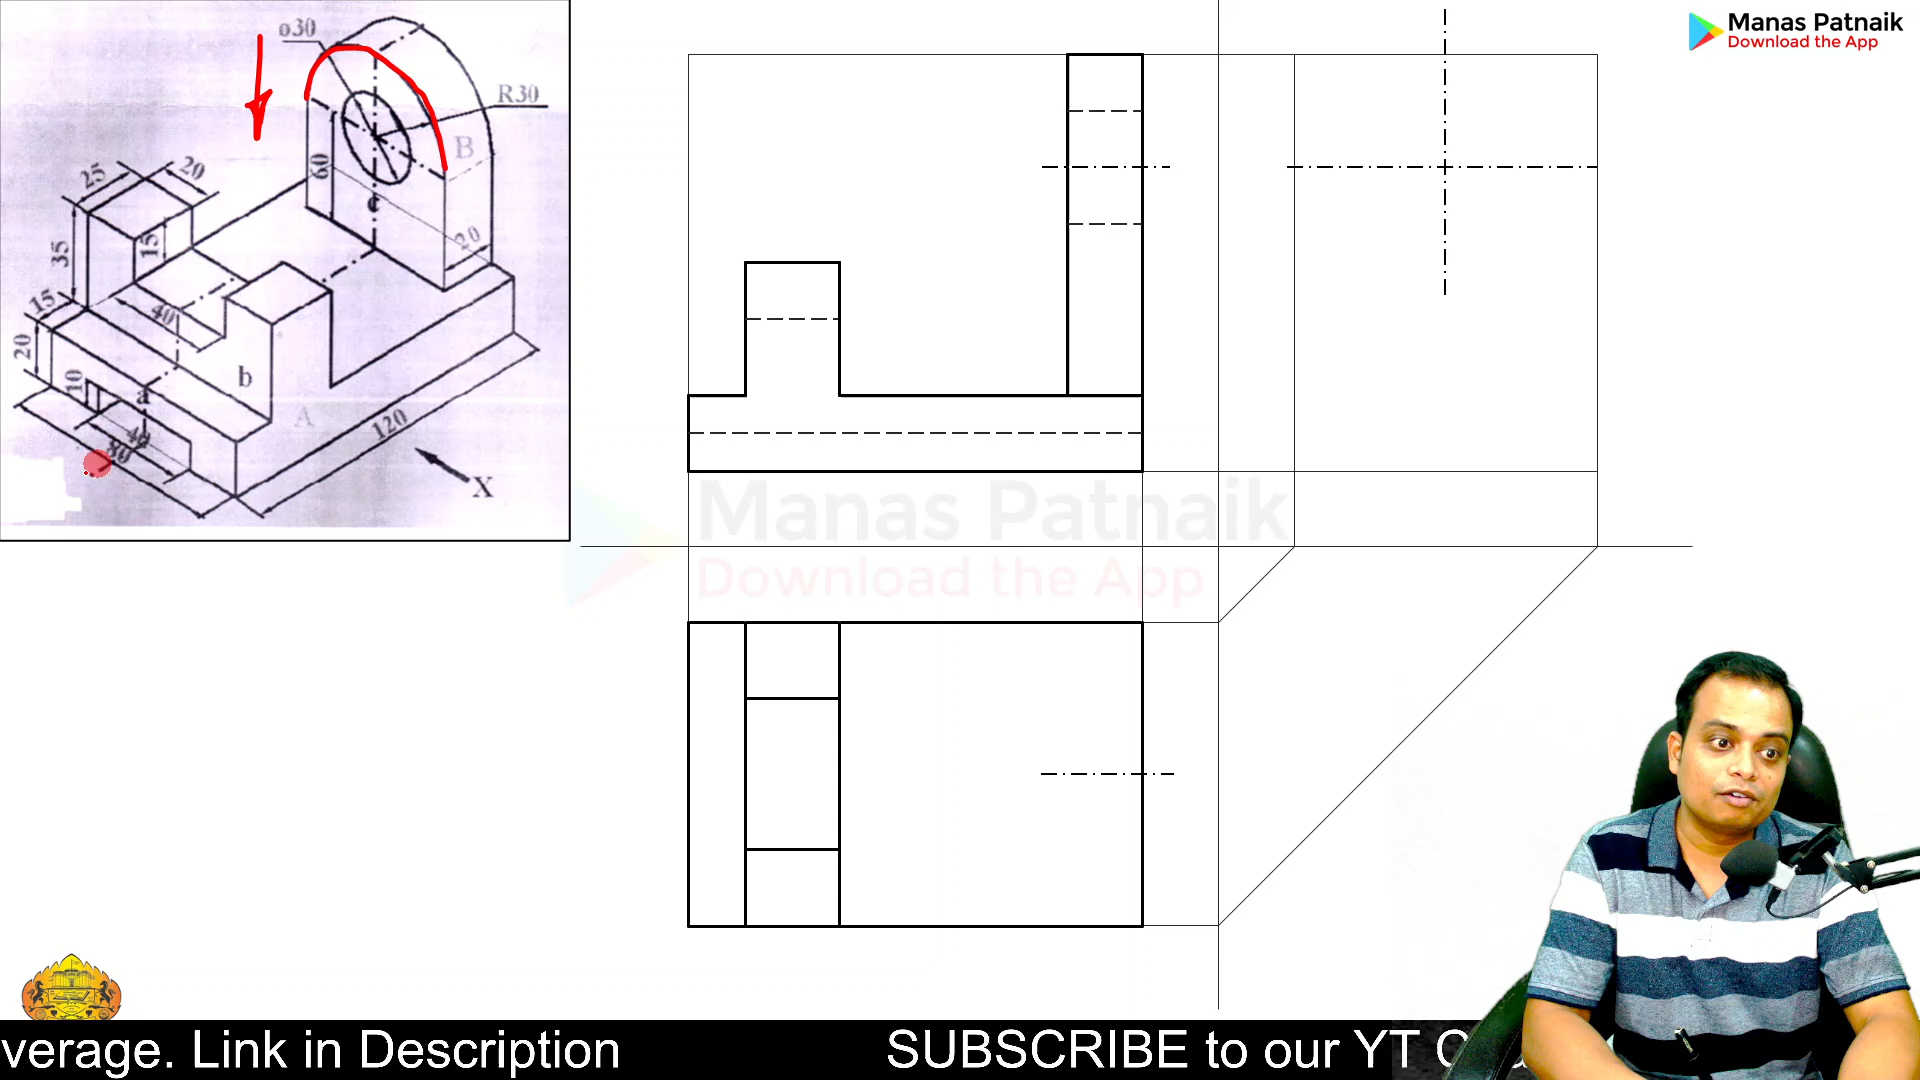 ø30
R30
B
60
c
20
25
20
35
15
15
40
20
10
a
b
A
40
80
120
X
Manas Patnaik
Download the App
Manas Patnaik
Download the App
verage. Link in Description
SUBSCRIBE to our YT C